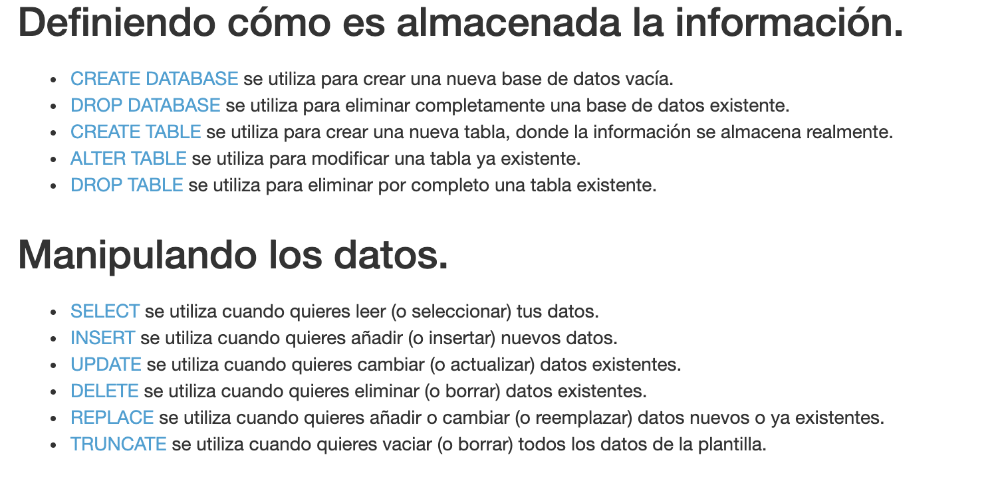 Definiendo cómo es almacenada la información.
• CREATE DATABASE se utiliza para crear una nueva base de datos vacía.
• DROP DATABASE se utiliza para eliminar completamente una base de datos existente.
• CREATE TABLE se utiliza para crear una nueva tabla, donde la información se almacena realmente.
• ALTER TABLE se utiliza para modificar una tabla ya existente.
• DROP TABLE se utiliza para eliminar por completo una tabla existente.
Manipulando los datos.
• SELECT se utiliza cuando quieres leer (o seleccionar) tus datos.
• INSERT se utiliza cuando quieres añadir (o insertar) nuevos datos.
• UPDATE se utiliza cuando quieres cambiar (o actualizar) datos existentes.
• DELETE se utiliza cuando quieres eliminar (o borrar) datos existentes.
• REPLACE se utiliza cuando quieres añadir o cambiar (o reemplazar) datos nuevos o ya existentes.
• TRUNCATE se utiliza cuando quieres vaciar (o borrar) todos los datos de la plantilla.